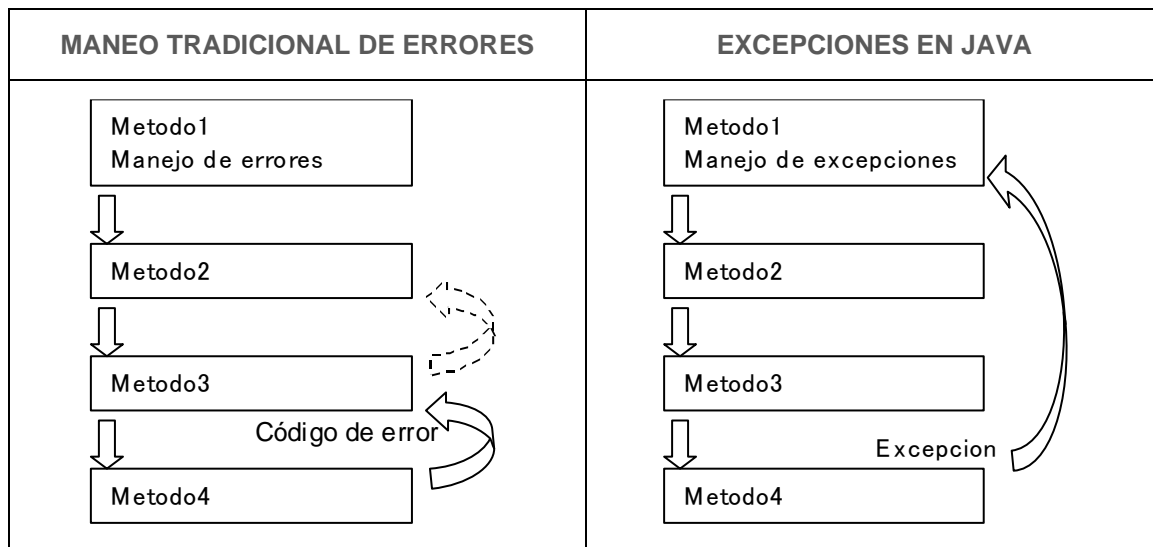 MANEO TRADICIONAL DE ERRORES
EXCEPCIONES EN JAVA
Metodo1
Manejo de errores
Metodo2
Metodo3
Código de error
Metodo4
Metodo1
Manejo de excepciones
Metodo2
Metodo3
Excepcion
Metodo4